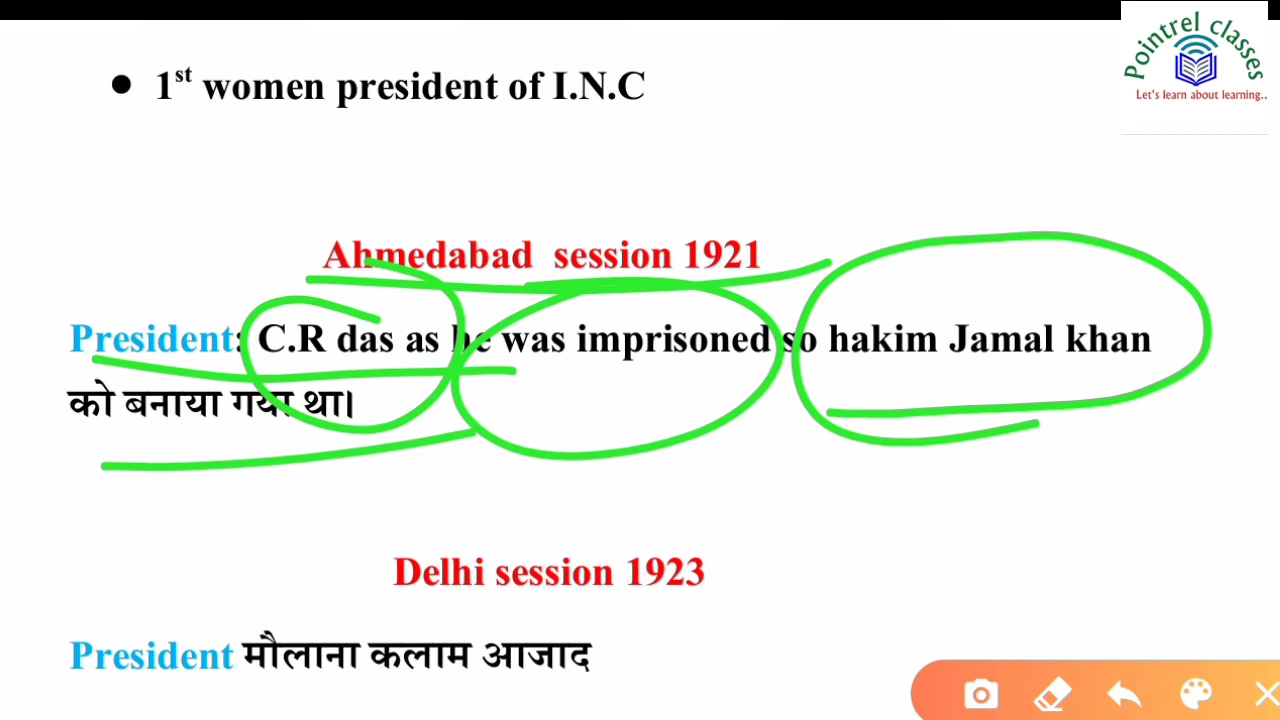 Pointrel classes
Let's learn about learning..
• 1st women president of I.N.C
Ahmedabad session 1921
President: C.R das as he was imprisoned so hakim Jamal khan
को बनाया गया था।
Delhi session 1923
President मौलाना कलाम आजाद